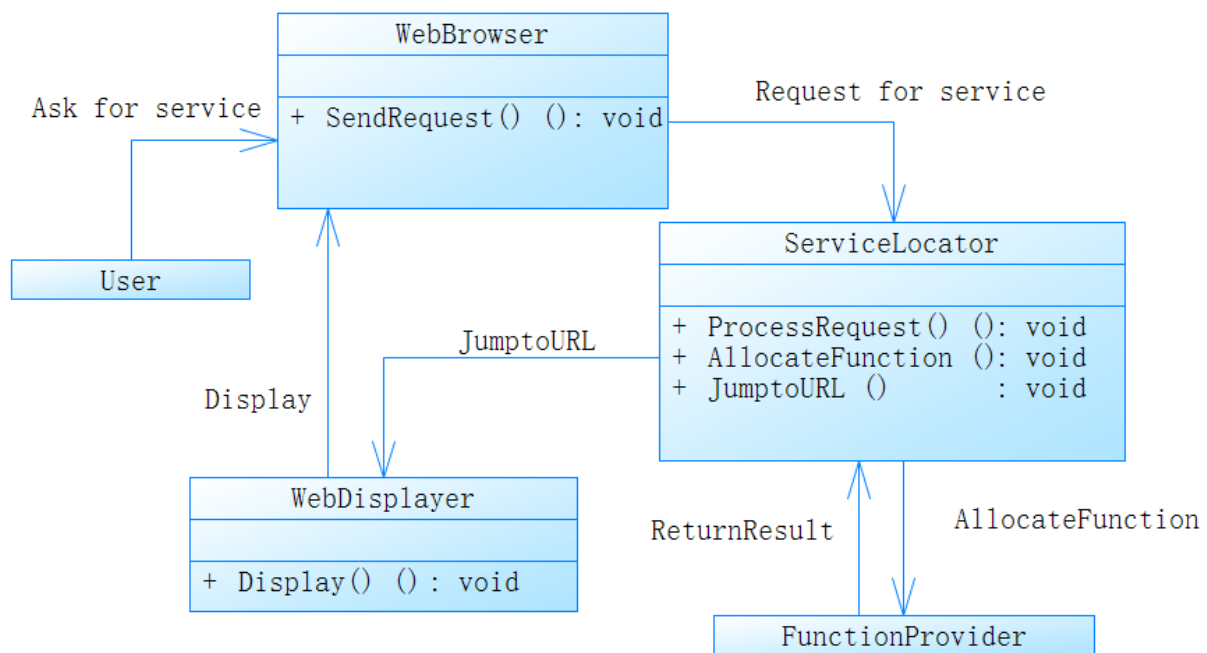 WebBrowser
+ SendRequest() (): void
Ask for service
Request for service
User
ServiceLocator
+ ProcessRequest() (): void
+ AllocateFunction (): void
+ JumptoURL () : void
JumptoURL
Display
WebDisplayer
+ Display() (): void
ReturnResult
AllocateFunction
FunctionProvider